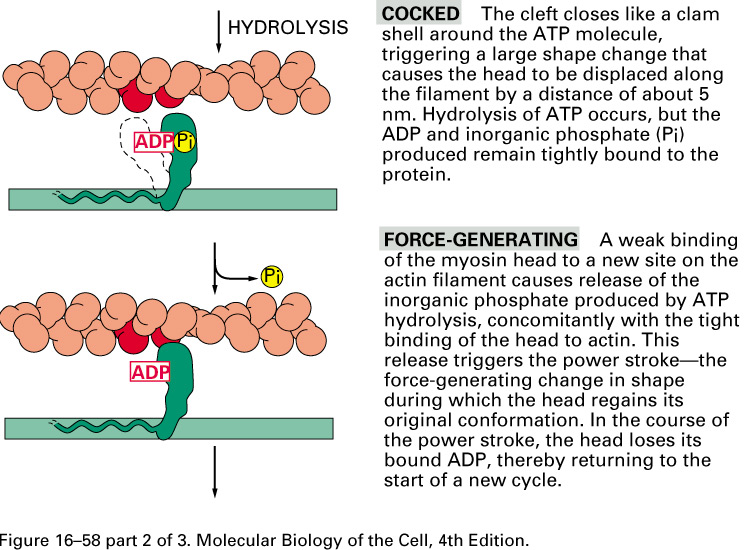 HYDROLYSIS
ADP Pi
COCKED The cleft closes like a clam
shell around the ATP molecule,
triggering a large shape change that
causes the head to be displaced along
the filament by a distance of about 5
nm. Hydrolysis of ATP occurs, but the
ADP and inorganic phosphate (Pi)
produced remain tightly bound to the
protein.
Pi
ADP
FORCE-GENERATING A weak binding
of the myosin head to a new site on the
actin filament causes release of the
inorganic phosphate produced by ATP
hydrolysis, concomitantly with the tight
binding of the head to actin. This
release triggers the power stroke—the
force-generating change in shape
during which the head regains its
original conformation. In the course of
the power stroke, the head loses its
bound ADP, thereby returning to the
start of a new cycle.
Figure 16–58 part 2 of 3. Molecular Biology of the Cell, 4th Edition.